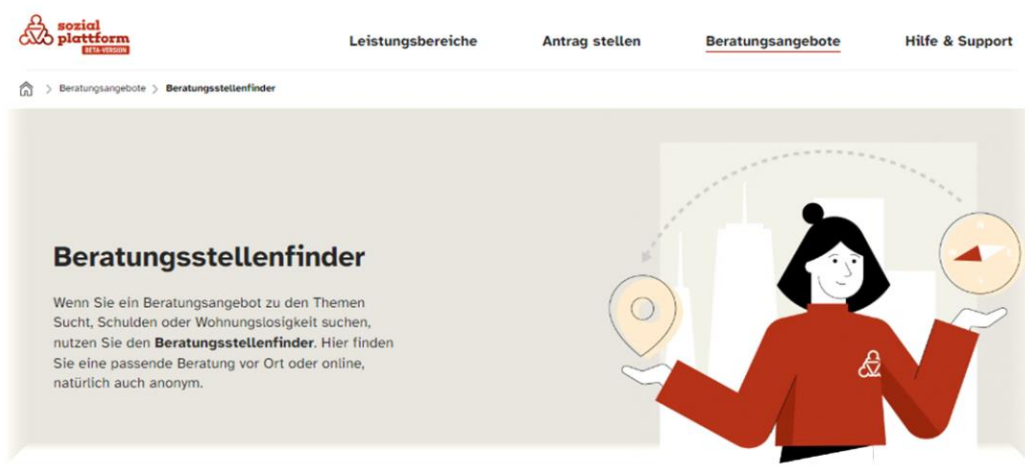 sozial
plattform
BETA-VERSION
Leistungsbereiche
Antrag stellen
Beratungsangebote
Hilfe & Support
Beratungsangebote > Beratungsstellenfinder
Beratungsstellenfinder
Wenn Sie ein Beratungsangebot zu den Themen
Sucht, Schulden oder Wohnungslosigkeit suchen,
nutzen Sie den Beratungsstellenfinder. Hier finden
Sie eine passende Beratung vor Ort oder online,
natürlich auch anonym.